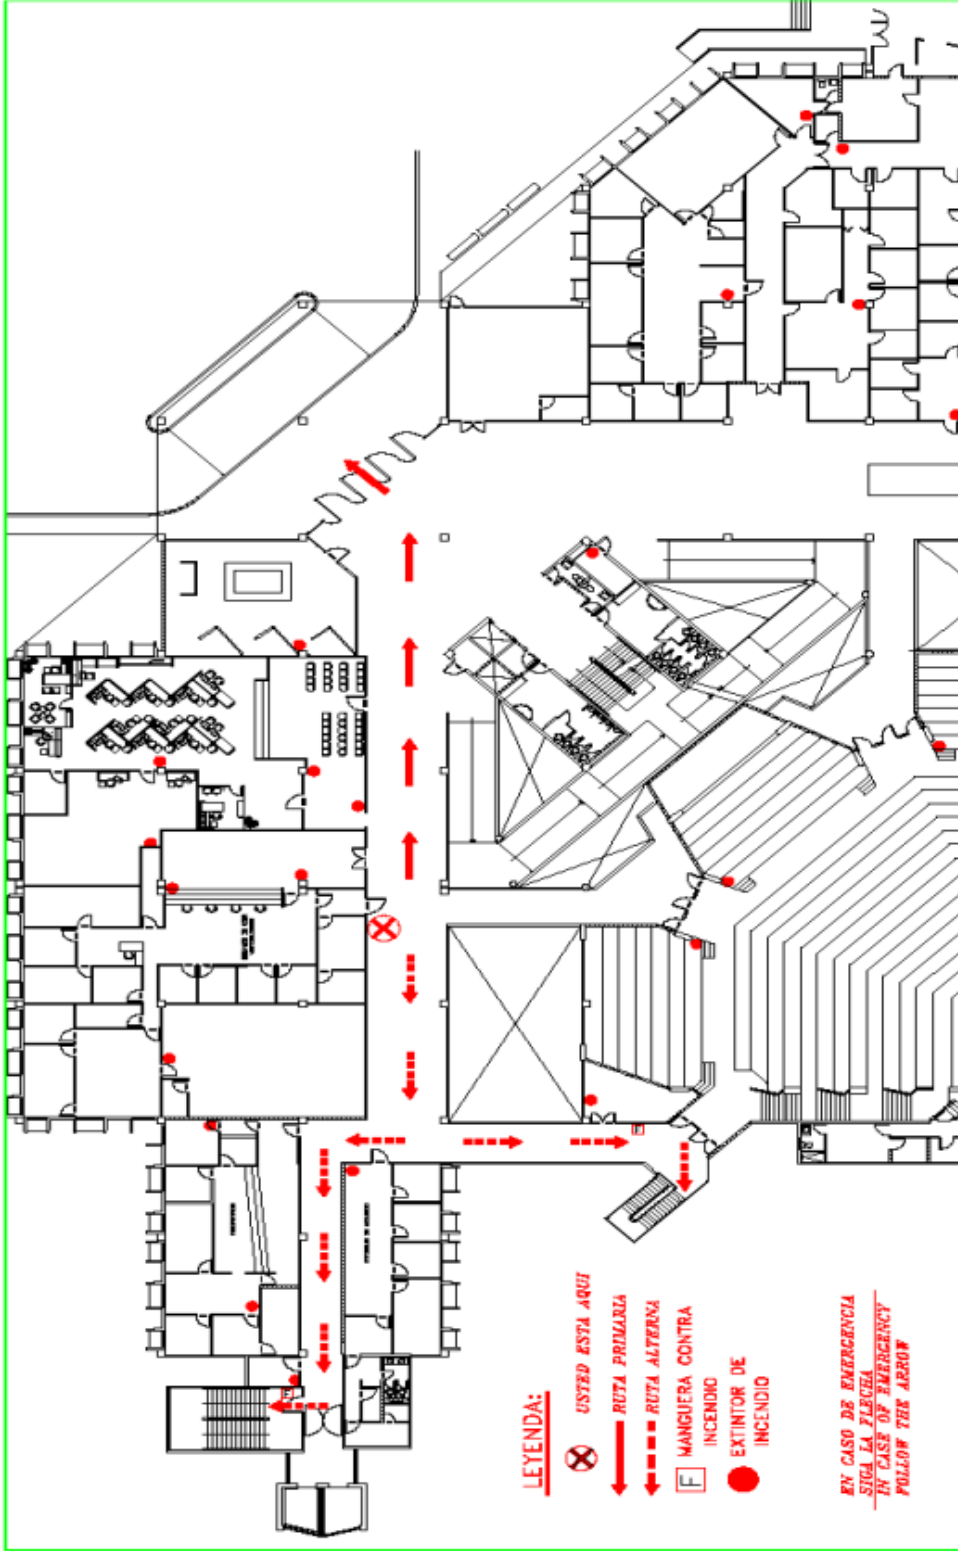 LEYENDA:
USTED ESTA AQUI
RUTA PRIMARIA
RUTA ALTERNA
F MANGUERA CONTRA
INCENDIO
EXTINTOR DE
INCENDIO
EN CASO DE EMERGENCIA
SIGA LA FLECHA
IN CASE OF EMERGENCY
FOLLOW THE ARROW
F
F